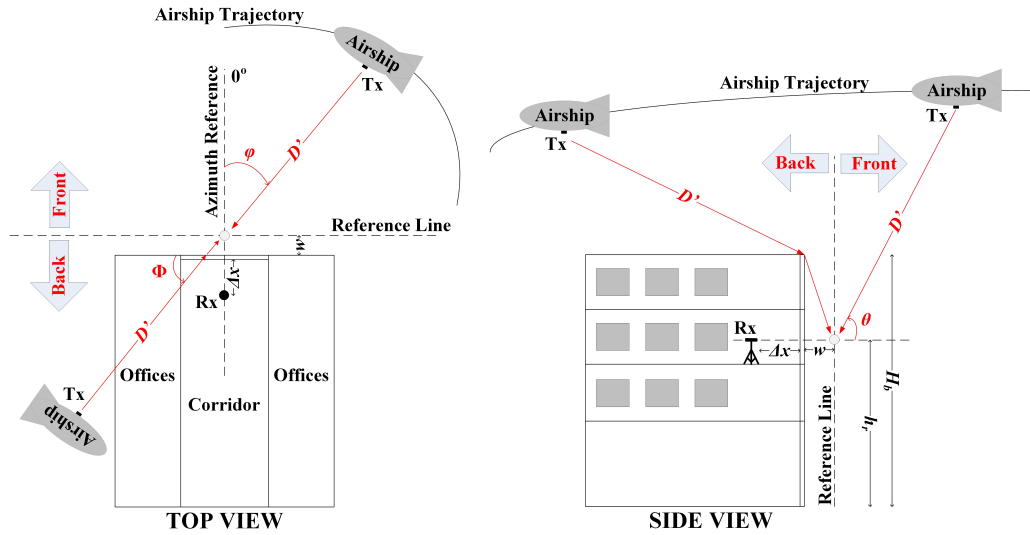 Airship Trajectory
Airship
Tx
0°
Azimuth Reference
φ
D'
Front
Back
Reference Line
w
Φ
Δx
Rx
D'
Offices
Corridor
Offices
Tx
Airship
TOP VIEW
Airship Trajectory
Airship
Tx
Airship
Tx
Back
Front
D'
D'
Rx
Δx
w
θ
Reference Line
h_r
H_b
SIDE VIEW